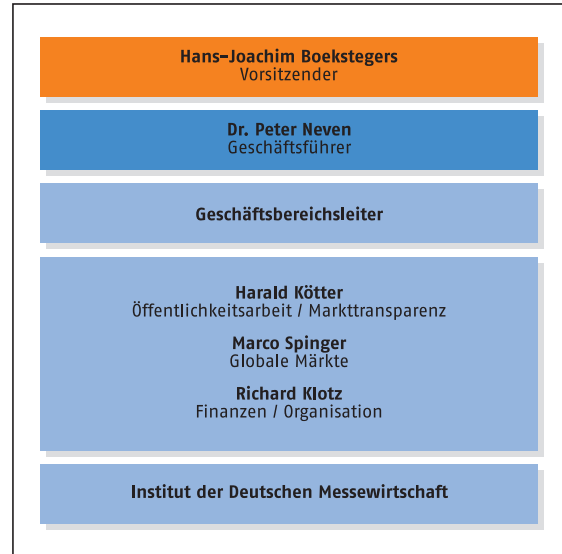 Hans-Joachim Boekstegers
Vorsitzender
Dr. Peter Neven
Geschäftsführer
Geschäftsbereichsleiter
Harald Kötter
Öffentlichkeitsarbeit / Markttransparenz
Marco Spinger
Globale Märkte
Richard Klotz
Finanzen / Organisation
Institut der Deutschen Messewirtschaft